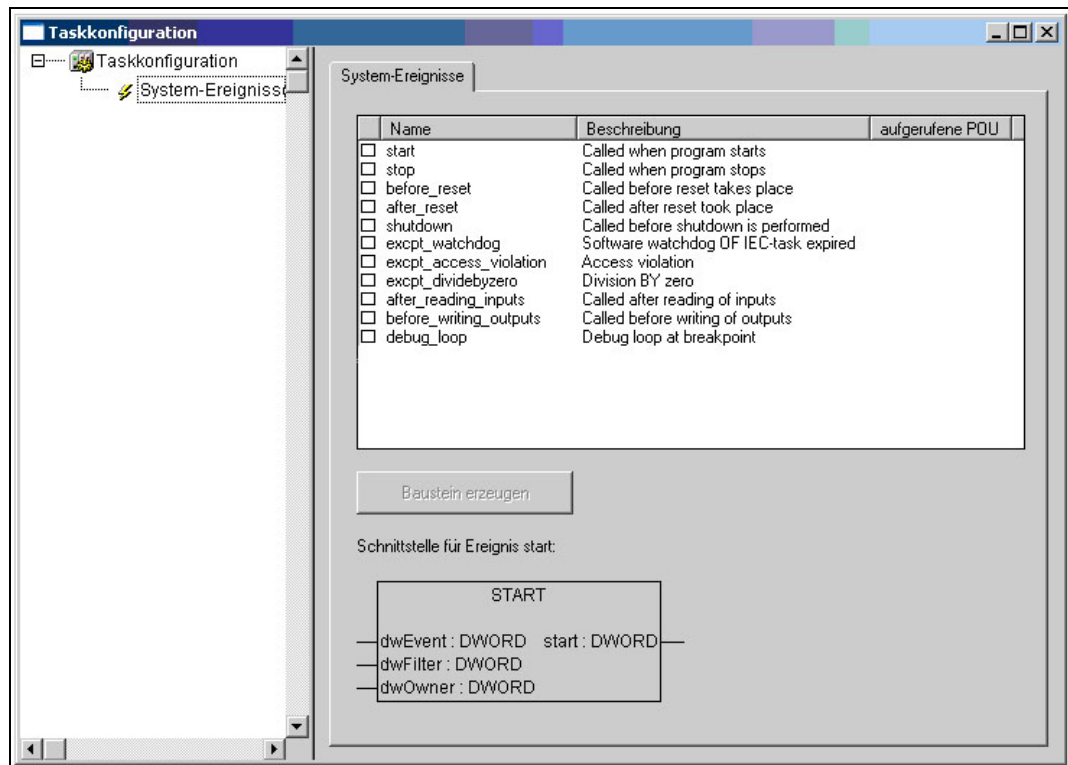 Taskkonfiguration
Taskkonfiguration
System-Ereignisse
System-Ereignisse
Name Beschreibung aufgerufene POU
start Called when program starts
stop Called when program stops
before_reset Called before reset takes place
after_reset Called after reset took place
shutdown Called before shutdown is performed
excpt_watchdog Software watchdog OF IEC-task expired
excpt_access_violation Access violation
excpt_dividebyzero Division BY zero
after_reading_inputs Called after reading of inputs
before_writing_outputs Called before writing of outputs
debug_loop Debug loop at breakpoint
Baustein erzeugen
Schnittstelle für Ereignis start:
START
dwEvent : DWORD start : DWORD
dwFilter : DWORD
dwOwner : DWORD